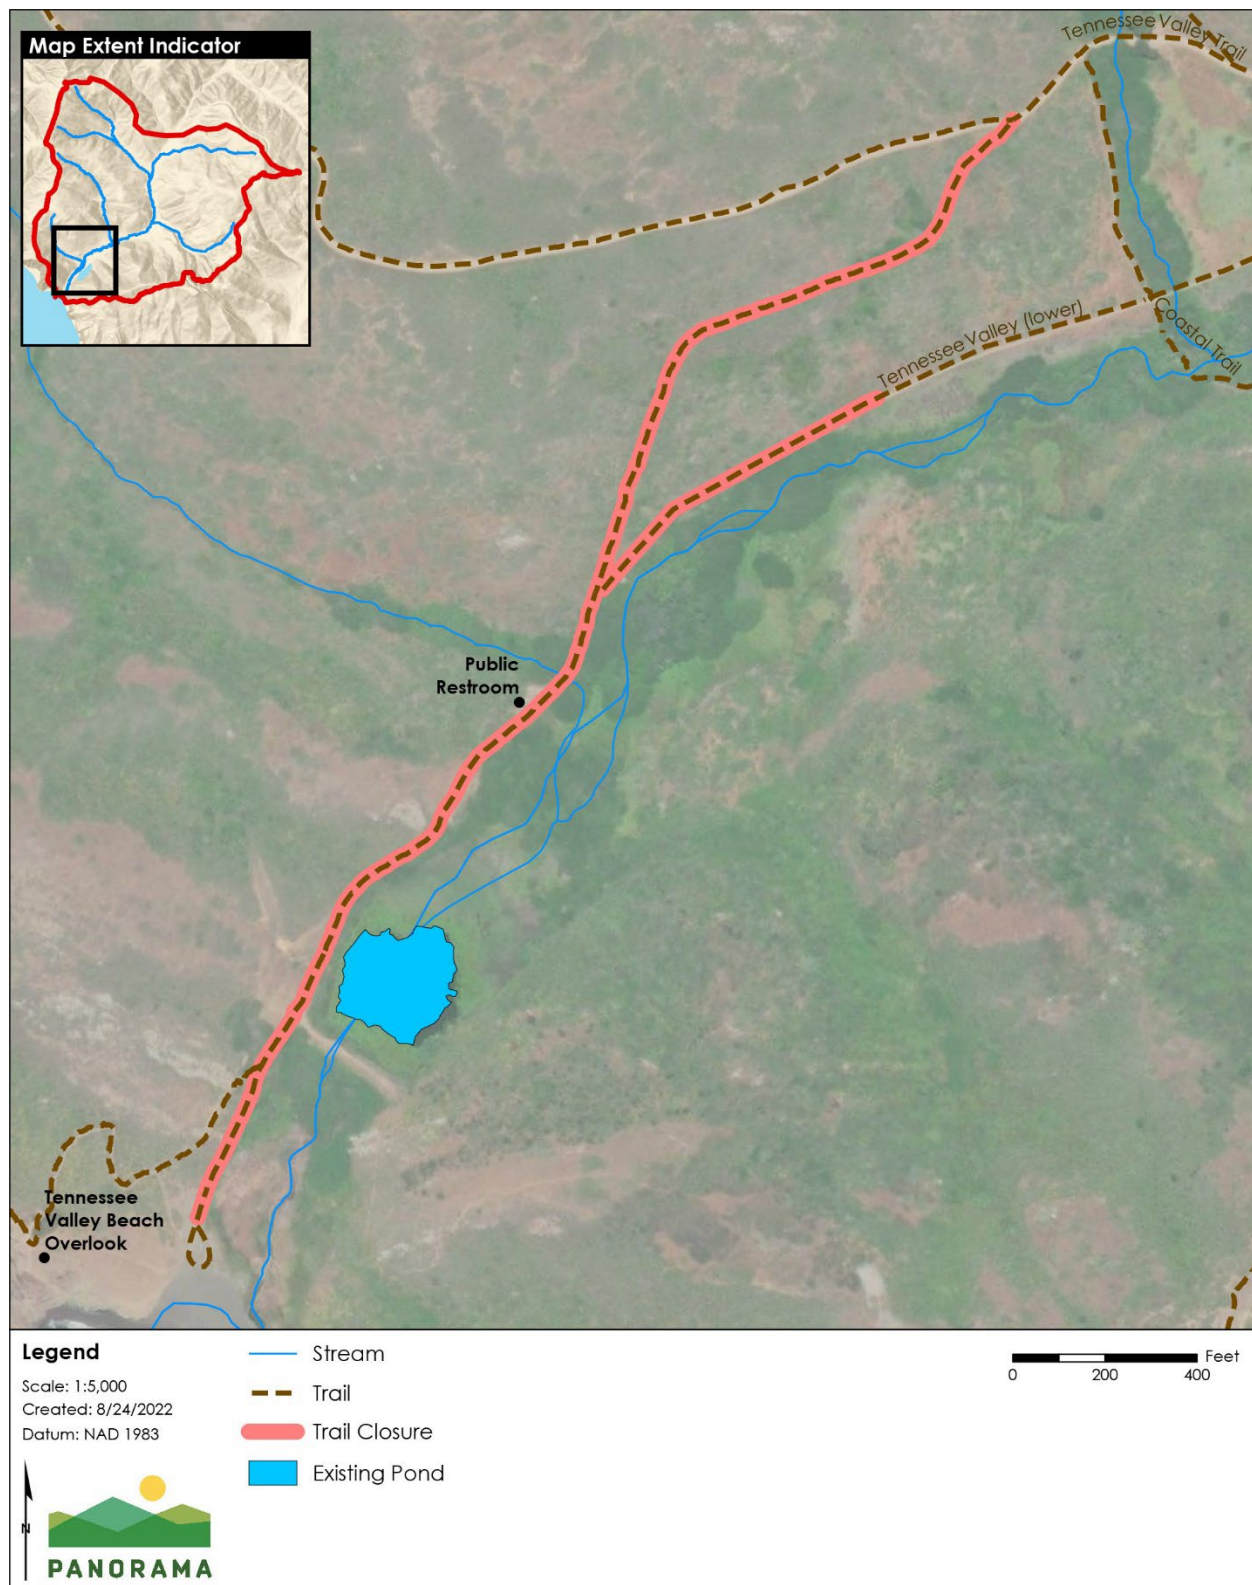 Map Extent Indicator
Tennessee Valley Trail
Tennessee Valley (lower)
Coastal Trail
Public
Restroom
Tennessee
Valley Beach
Overlook
Legend
Scale: 1:5,000
Created: 8/24/2022
Datum: NAD 1983
N
PANORAMA
Stream
Trail
Trail Closure
Existing Pond
Feet
0 200 400